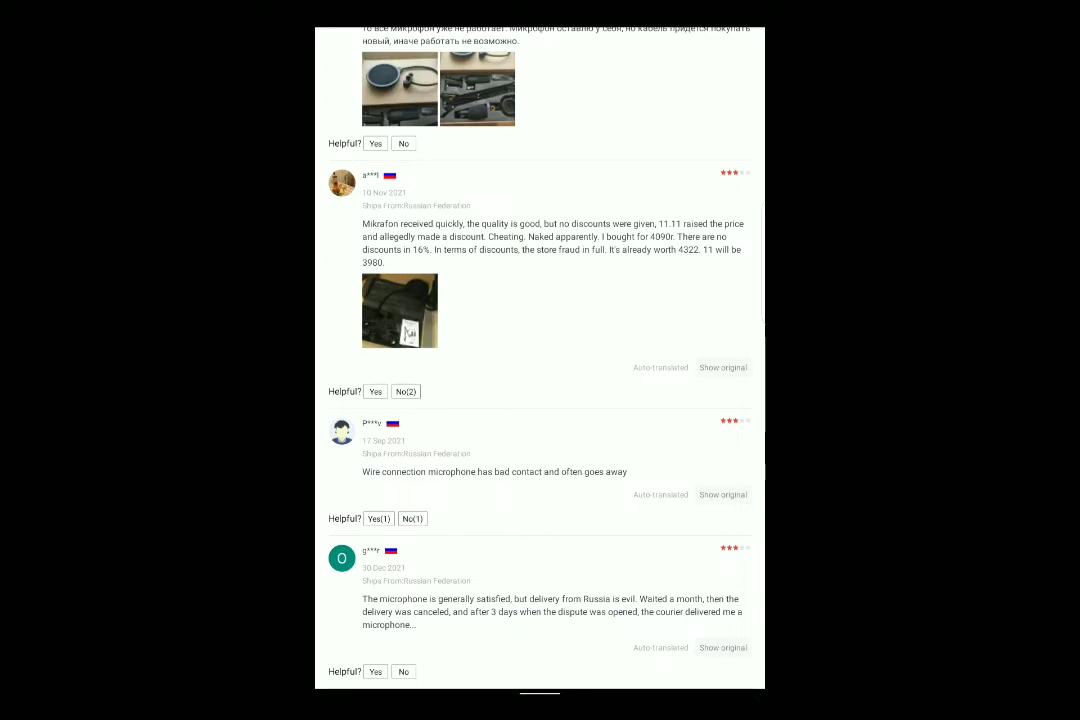 то все микрофон уже не работает. Микрофон оставлю у себя, но кабель придется покупать
новый, иначе работать не возможно.
Helpful? Yes No
a***l
10 Nov 2021
Ships From:Russian Federation
Mikrafon received quickly, the quality is good, but no discounts were given, 11.11 raised the price
and allegedly made a discount. Cheating. Naked apparently. I bought for 4090r. There are no
discounts in 16%. In terms of discounts, the store fraud in full. It's already worth 4322. 11 will be
3980.
Auto-translated Show original
Helpful? Yes No(2)
P***v
17 Sep 2021
Ships From:Russian Federation
Wire connection microphone has bad contact and often goes away
Auto-translated Show original
Helpful? Yes(1) No(1)
O
g***r
30 Dec 2021
Ships From:Russian Federation
The microphone is generally satisfied, but delivery from Russia is evil. Waited a month, then the
delivery was canceled, and after 3 days when the dispute was opened, the courier delivered me a
microphone...
Auto-translated Show original
Helpful? Yes No